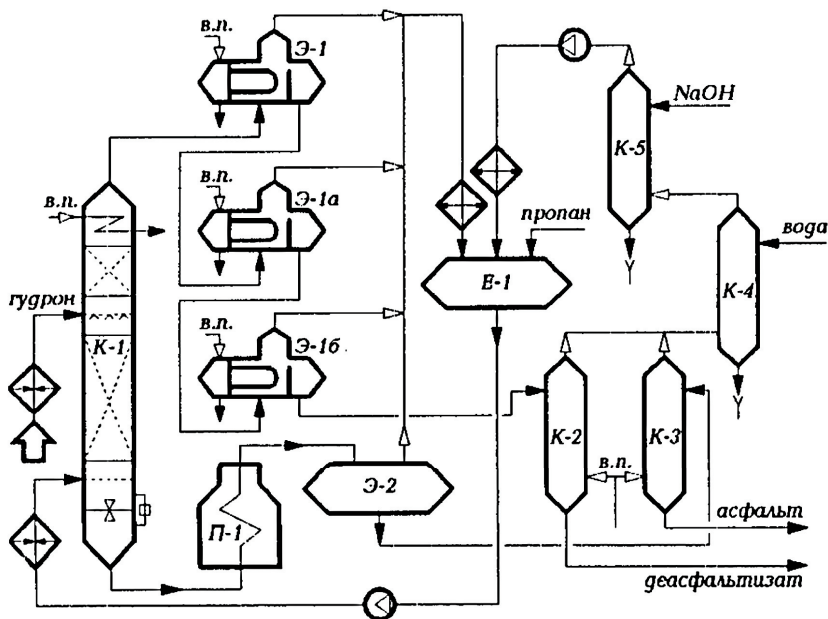 в.п.
Э-1
NaOH
К-5
в.п.
Э-1а
в.п.
пропан
вода
Е-1
К-4
гудрон
К-1
в.п.
Э-1б
К-2
К-3
в.п.
Э-2
П-1
асфальт
деасфальтизат